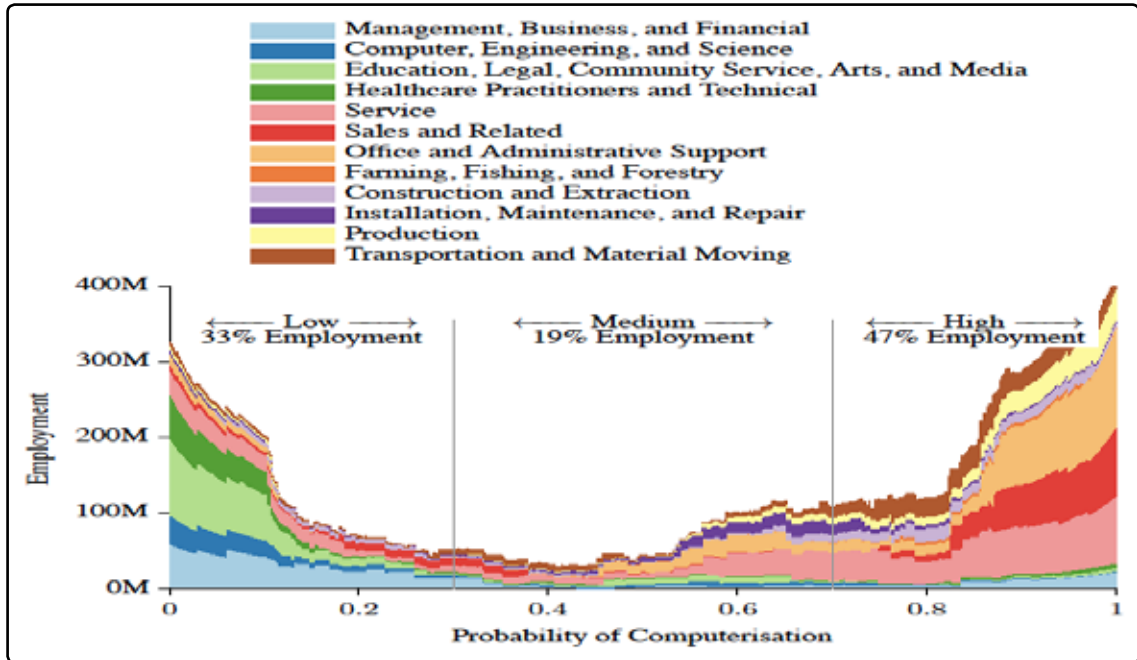 Management, Business, and Financial
Computer, Engineering, and Science
Education, Legal, Community Service, Arts, and Media
Healthcare Practitioners and Technical
Service
Sales and Related
Office and Administrative Support
Farming, Fishing, and Forestry
Construction and Extraction
Installation, Maintenance, and Repair
Production
Transportation and Material Moving
400M
← Low →
33% Employment
← Medium →
19% Employment
← High →
47% Employment
300M
200M
100M
0M
Employment
0 0.2 0.4 0.6 0.8 1
Probability of Computerisation